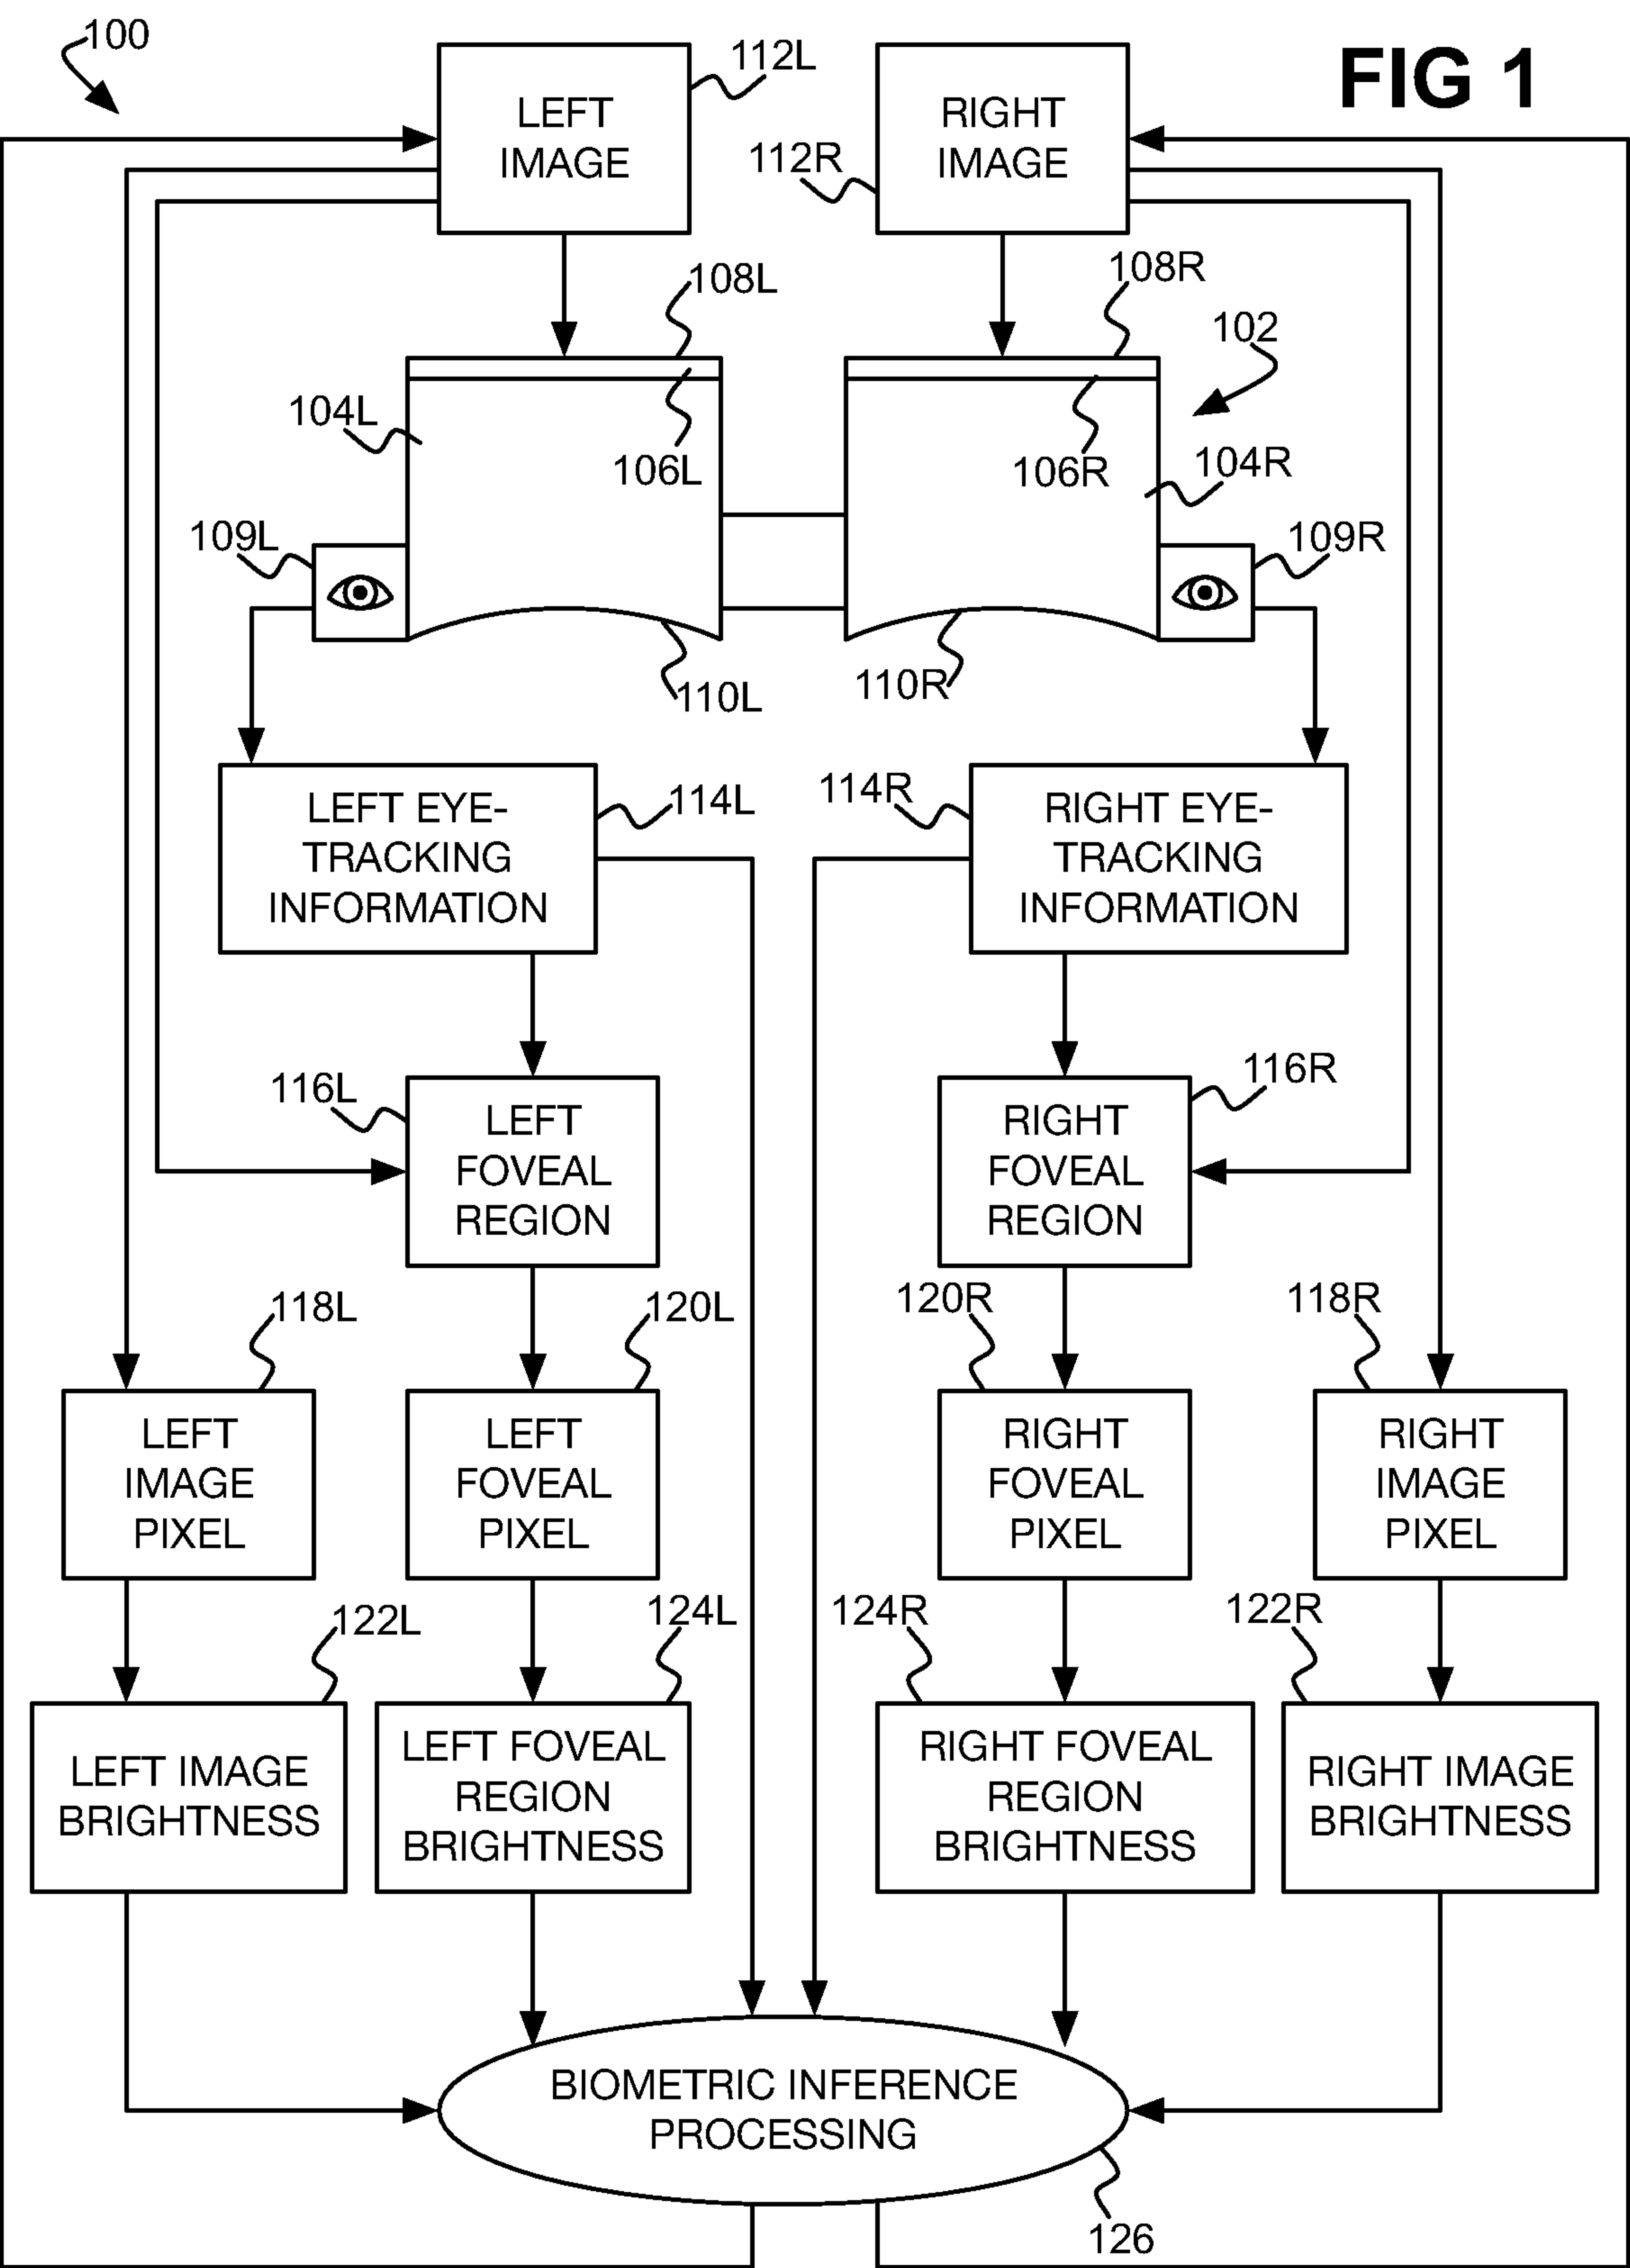 100
112L
FIG 1
LEFT
IMAGE
RIGHT
IMAGE
112R
108L
108R
102
104L
106L
106R
104R
109L
109R
110L
110R
LEFT EYE-
TRACKING
INFORMATION
114L
114R
RIGHT EYE-
TRACKING
INFORMATION
116L
LEFT
FOVEAL
REGION
RIGHT
FOVEAL
REGION
116R
118L
120L
120R
118R
LEFT
IMAGE
PIXEL
LEFT
FOVEAL
PIXEL
RIGHT
FOVEAL
PIXEL
RIGHT
IMAGE
PIXEL
122L
124L
124R
122R
LEFT IMAGE
BRIGHTNESS
LEFT FOVEAL
REGION
BRIGHTNESS
RIGHT FOVEAL
REGION
BRIGHTNESS
RIGHT IMAGE
BRIGHTNESS
BIOMETRIC INFERENCE
PROCESSING
126